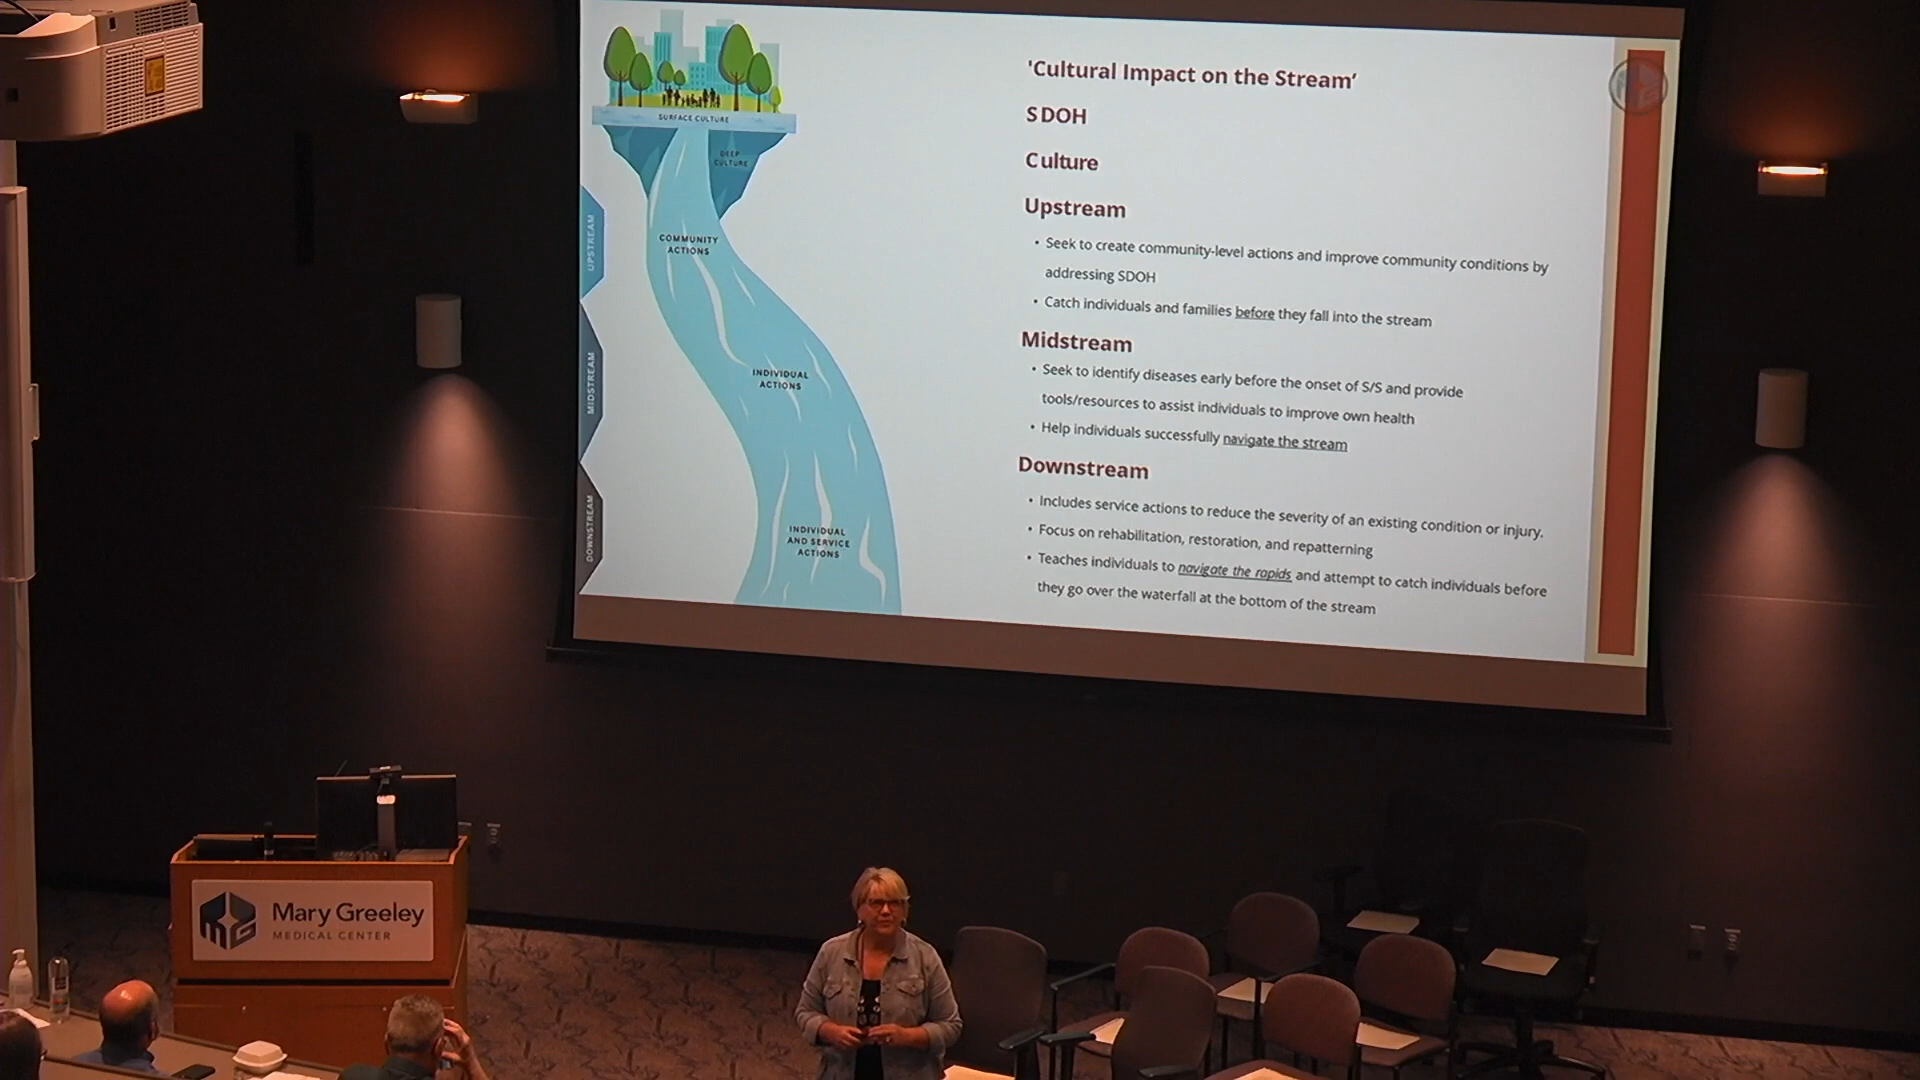 'Cultural Impact on the Stream’
SDOH
Culture
Upstream
• Seek to create community-level actions and improve community conditions by
addressing SDOH
• Catch individuals and families before they fall into the stream
Midstream
• Seek to identify diseases early before the onset of S/S and provide
tools/resources to assist individuals to improve own health
• Help individuals successfully navigate the stream
Downstream
• Includes service actions to reduce the severity of an existing condition or injury.
• Focus on rehabilitation, restoration, and repatterning
• Teaches individuals to navigate the rapids and attempt to catch individuals before
they go over the waterfall at the bottom of the stream
SURFACE CULTURE
DEEP
CULTURE
UPSTREAM
COMMUNITY
ACTIONS
MIDSTREAM
INDIVIDUAL
ACTIONS
DOWNSTREAM
INDIVIDUAL
AND SERVICE
ACTIONS
Mary Greeley
MEDICAL CENTER